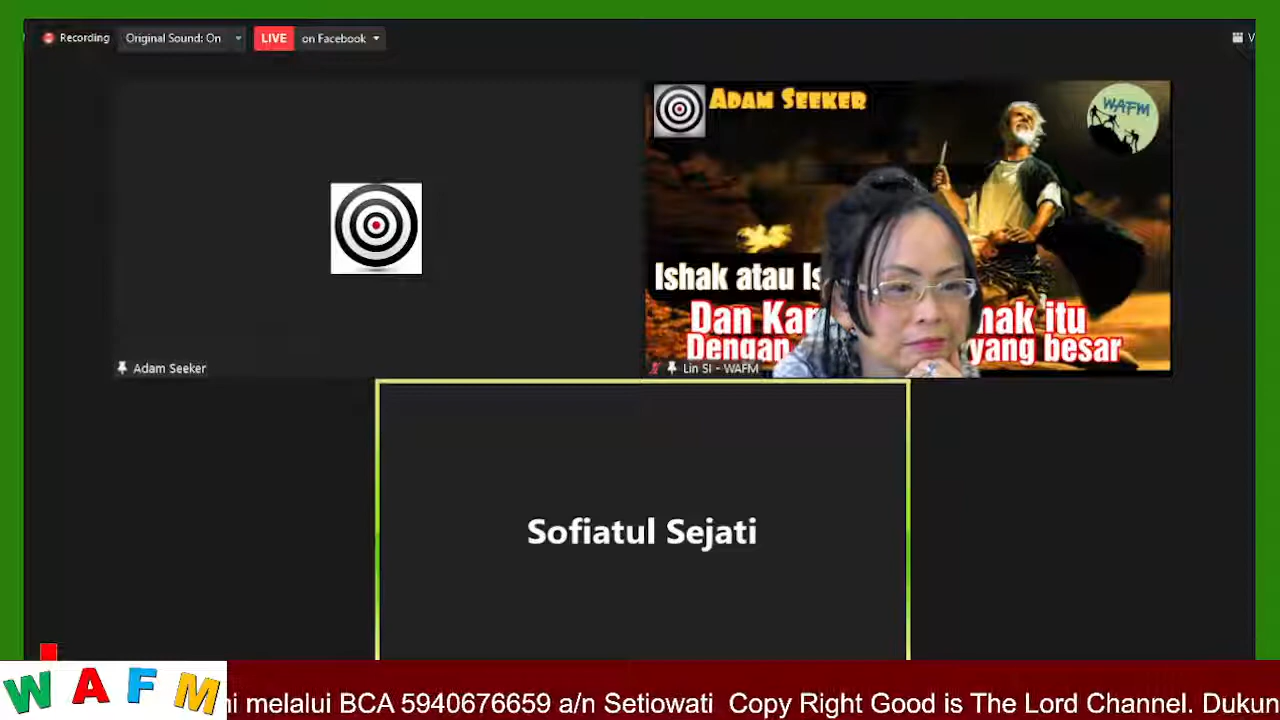 Recording
Original Sound: On
LIVE on Facebook
V
ADAM SEEKER
WAFM
Ishak atau Is
Dan Kar nak itu
Dengan yang besar
Adam Seeker
Lin SI - WAFM
Sofiatul Sejati
WAFM
ni melalui BCA 5940676659 a/n Setiowati Copy Right Good is The Lord Channel. Dukun